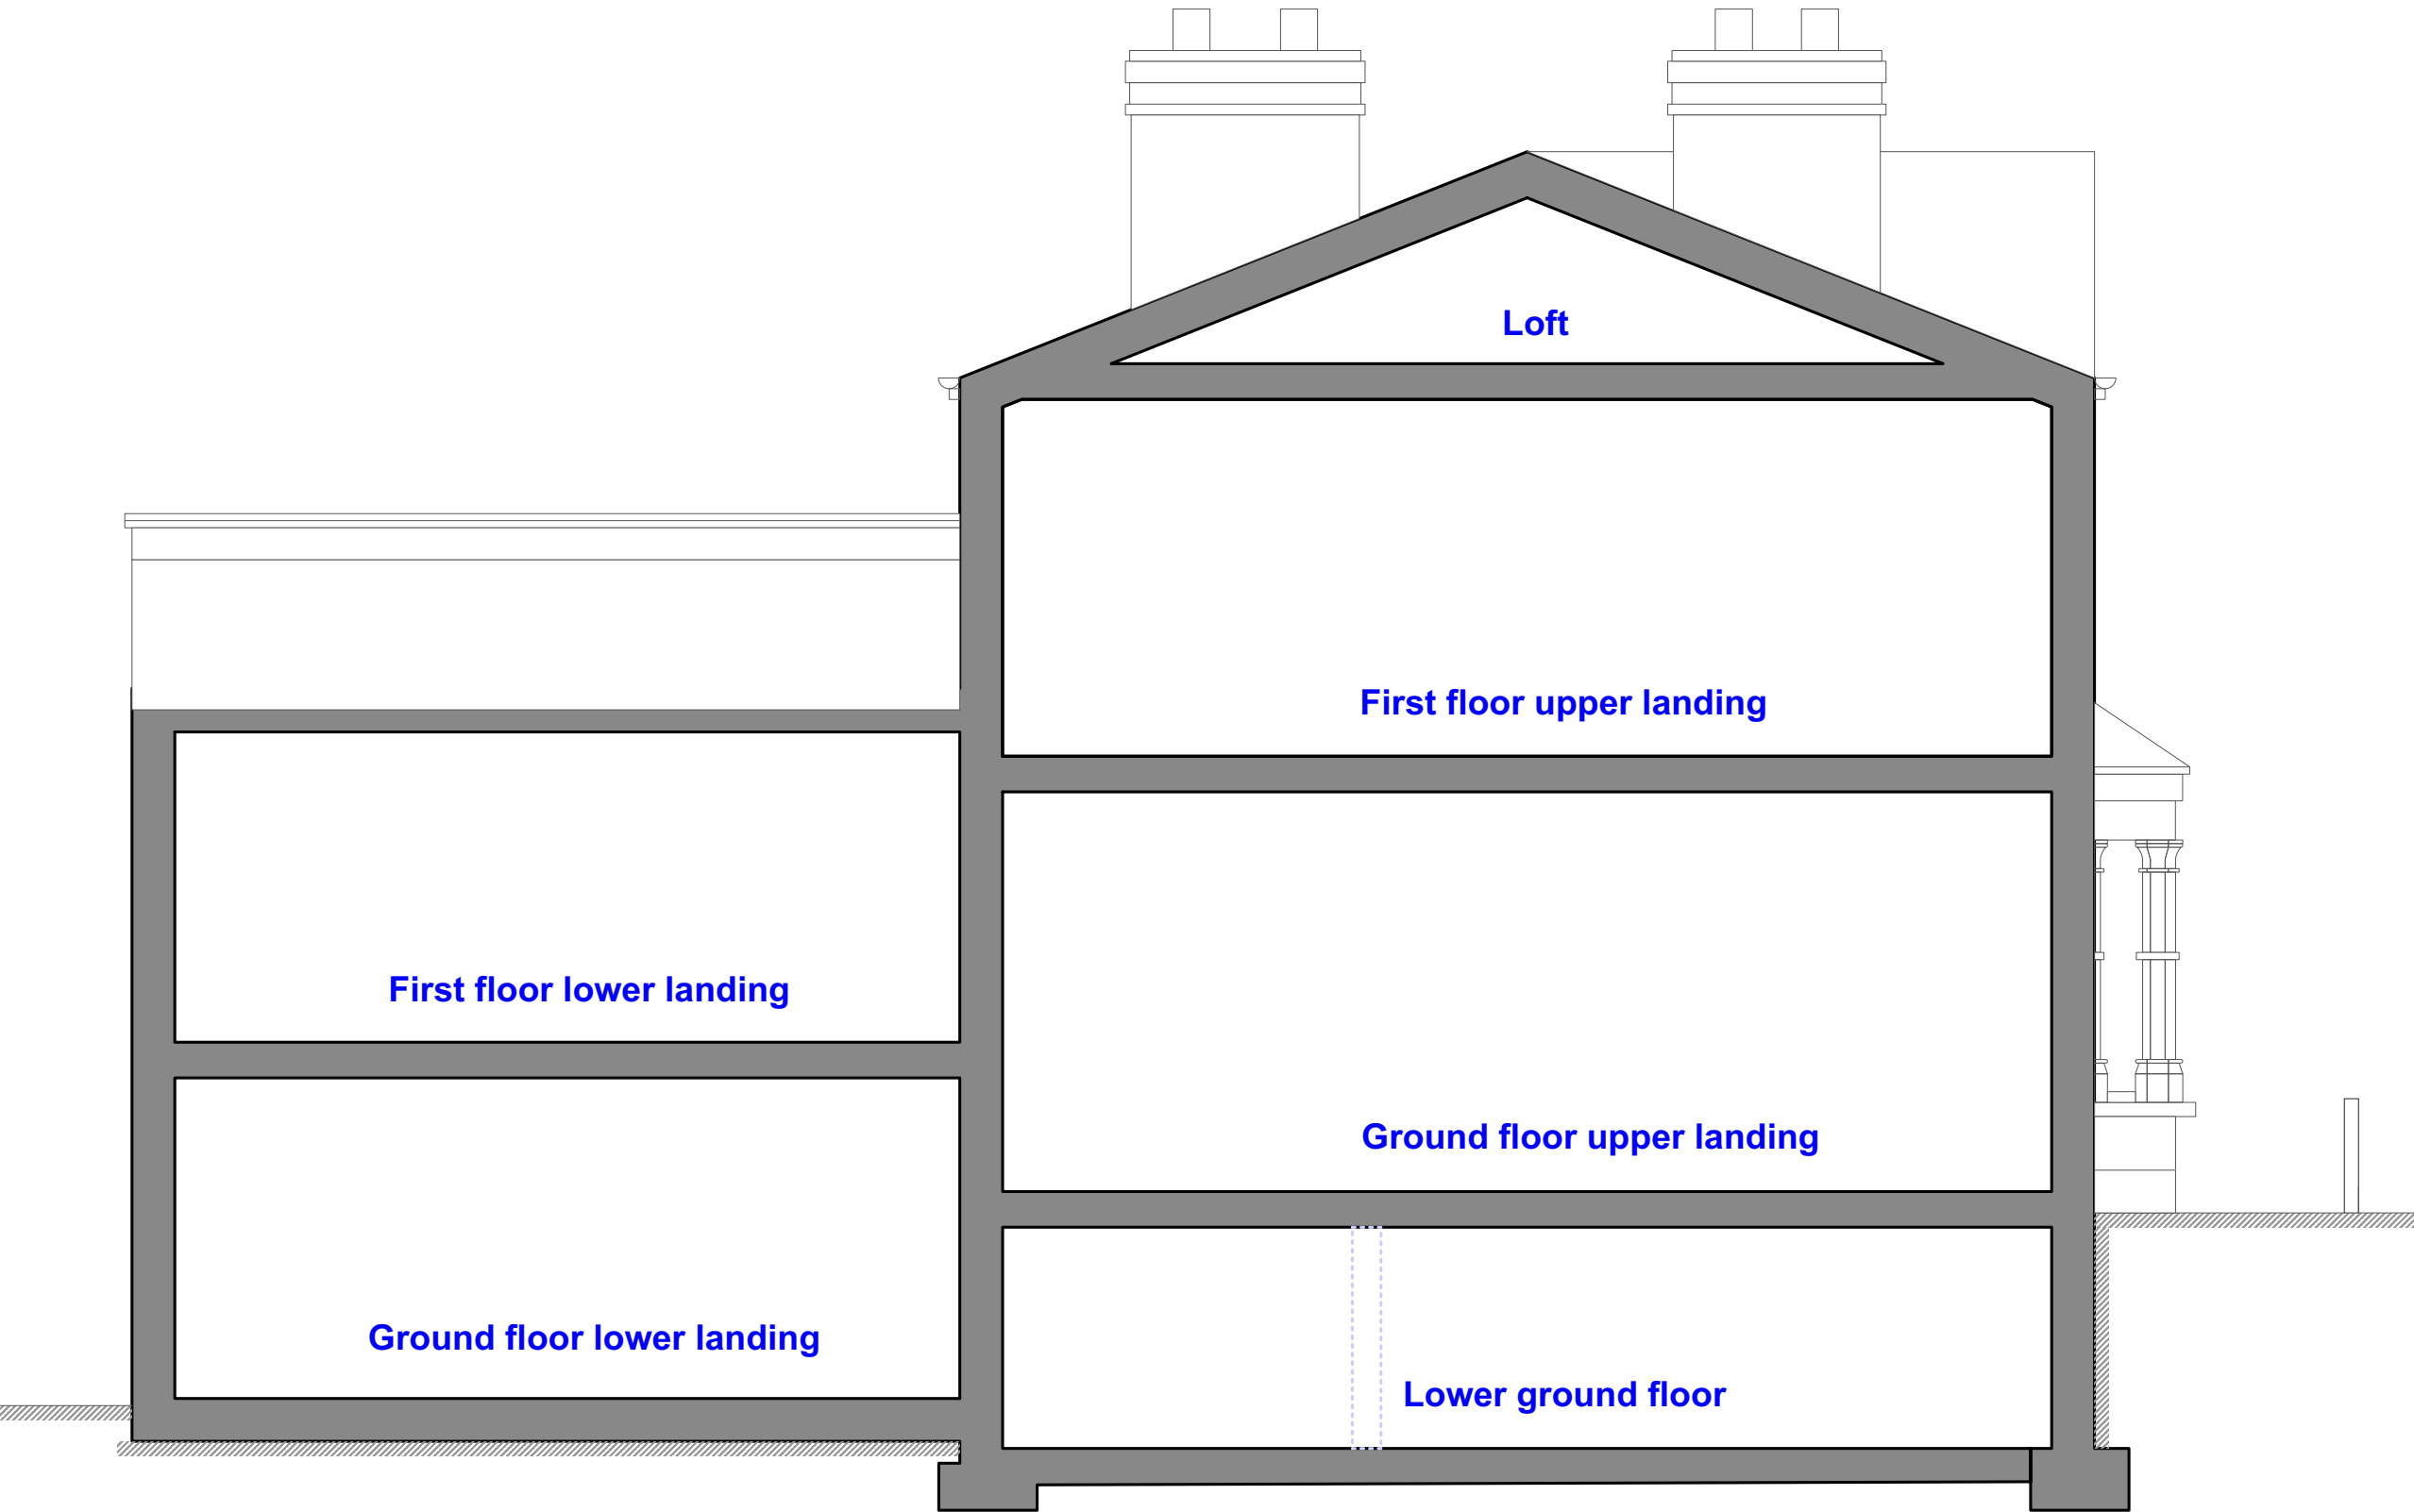 Loft
First floor upper landing
First floor lower landing
Ground floor upper landing
Ground floor lower landing
Lower ground floor